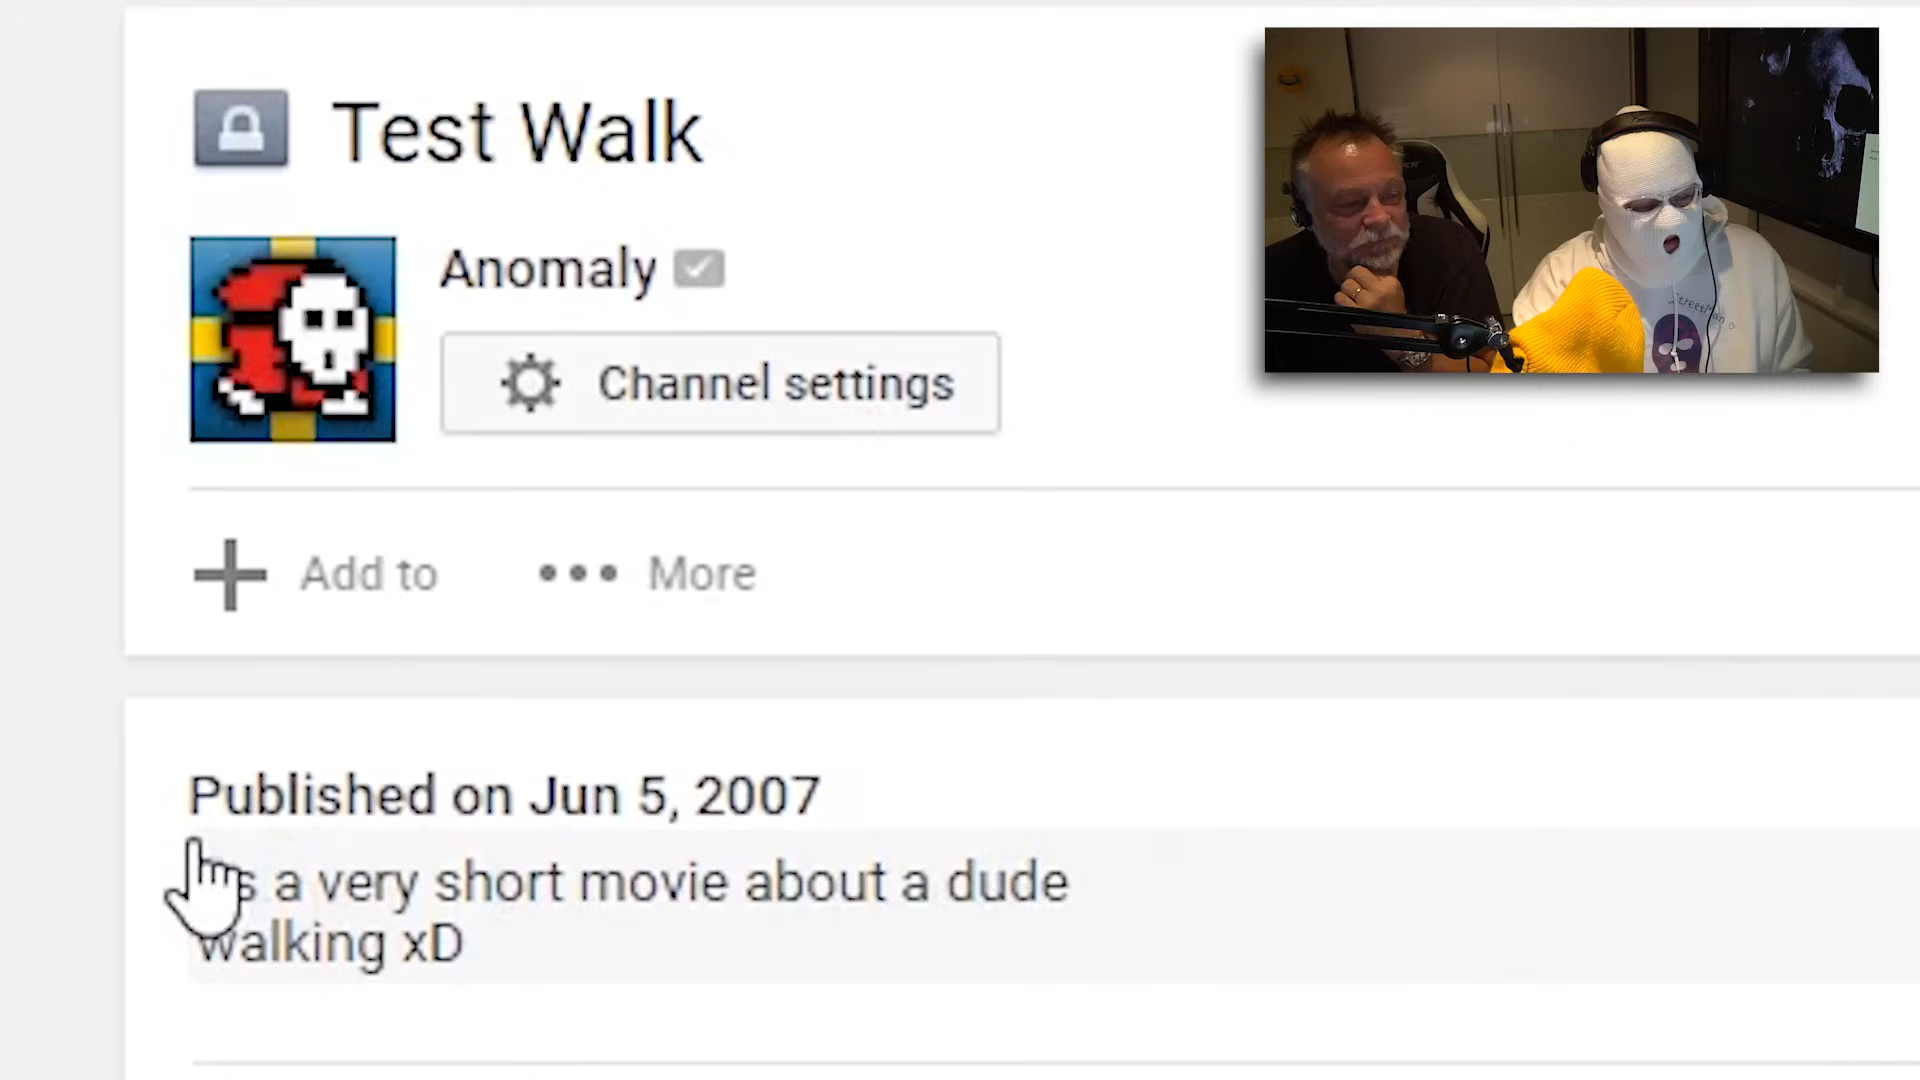 Test Walk
Anomaly
Channel settings
Add to
More
Published on Jun 5, 2007
a very short movie about a dude
walking xD